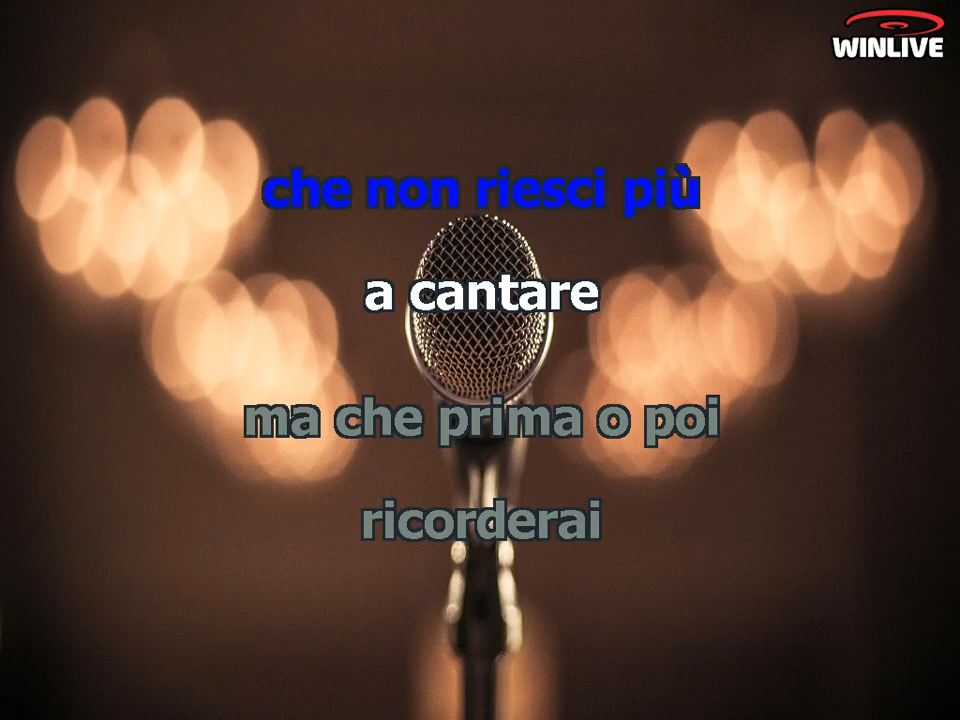 WINLIVE
che non riesci più
a cantare
ma che prima o poi
ricorderai